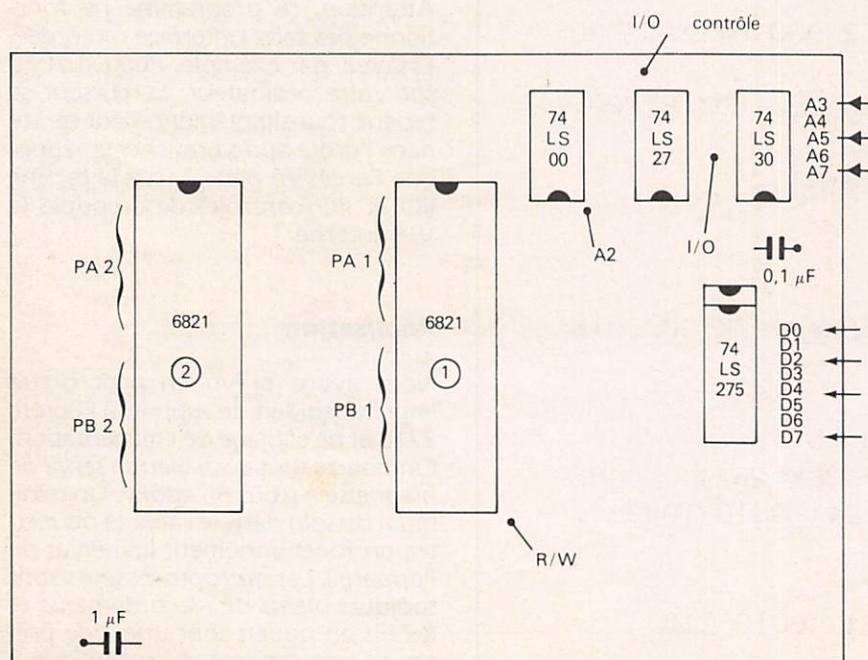 I/O contrôle
74
LS
00
74
LS
27
74
LS
30
A3
A4
A5
A6
A7
I/O
A2
0,1 µF
PA 2
6821
2
PB 2
PA 1
6821
1
PB 1
74
LS
275
D0
D1
D2
D3
D4
D5
D6
D7
R/W
1 µF